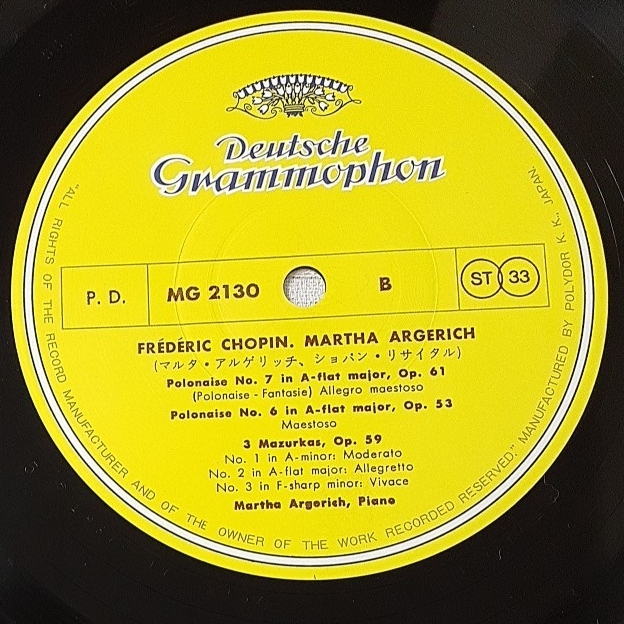 Deutsche
Grammophon
P. D. MG 2130 B ST 33
FRÉDÉRIC CHOPIN. MARTHA ARGERICH
(マルタ・アルゲリッチ、ショパン・リサイタル)
Polonaise No. 7 in A-flat major, Op. 61
(Polonaise - Fantasie) Allegro maestoso
Polonaise No. 6 in A-flat major, Op. 53
Maestoso
3 Mazurkas, Op. 59
No. 1 in A-minor: Moderato
No. 2 in A-flat major: Allegretto
No. 3 in F-sharp minor: Vivace
Martha Argerich, Piano
"ALL RIGHTS OF THE RECORD MANUFACTURER AND OF THE OWNER OF THE WORK RECORDED RESERVED." MANUFACTURED BY POLYDOR K. K., JAPAN.